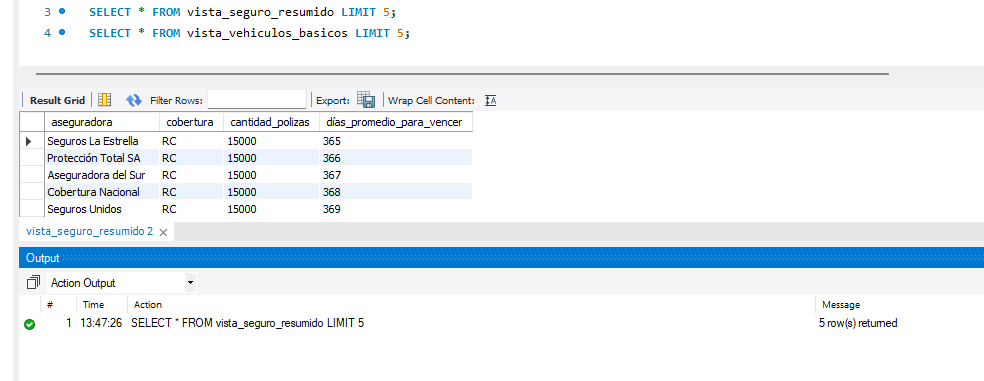 3 SELECT * FROM vista_seguro_resumido LIMIT 5;
4 SELECT * FROM vista_vehiculos_basicos LIMIT 5;
Result Grid Filter Rows: Export: Wrap Cell Content: IA
aseguradora cobertura cantidad_polizas días_promedio_para_vencer
Seguros La Estrella RC 15000 365
Protección Total SA RC 15000 366
Aseguradora del Sur RC 15000 367
Cobertura Nacional RC 15000 368
Seguros Unidos RC 15000 369
vista_seguro_resumido 2 ×
Output
Action Output
# Time Action Message
1 13:47:26 SELECT * FROM vista_seguro_resumido LIMIT 5 5 row(s) returned